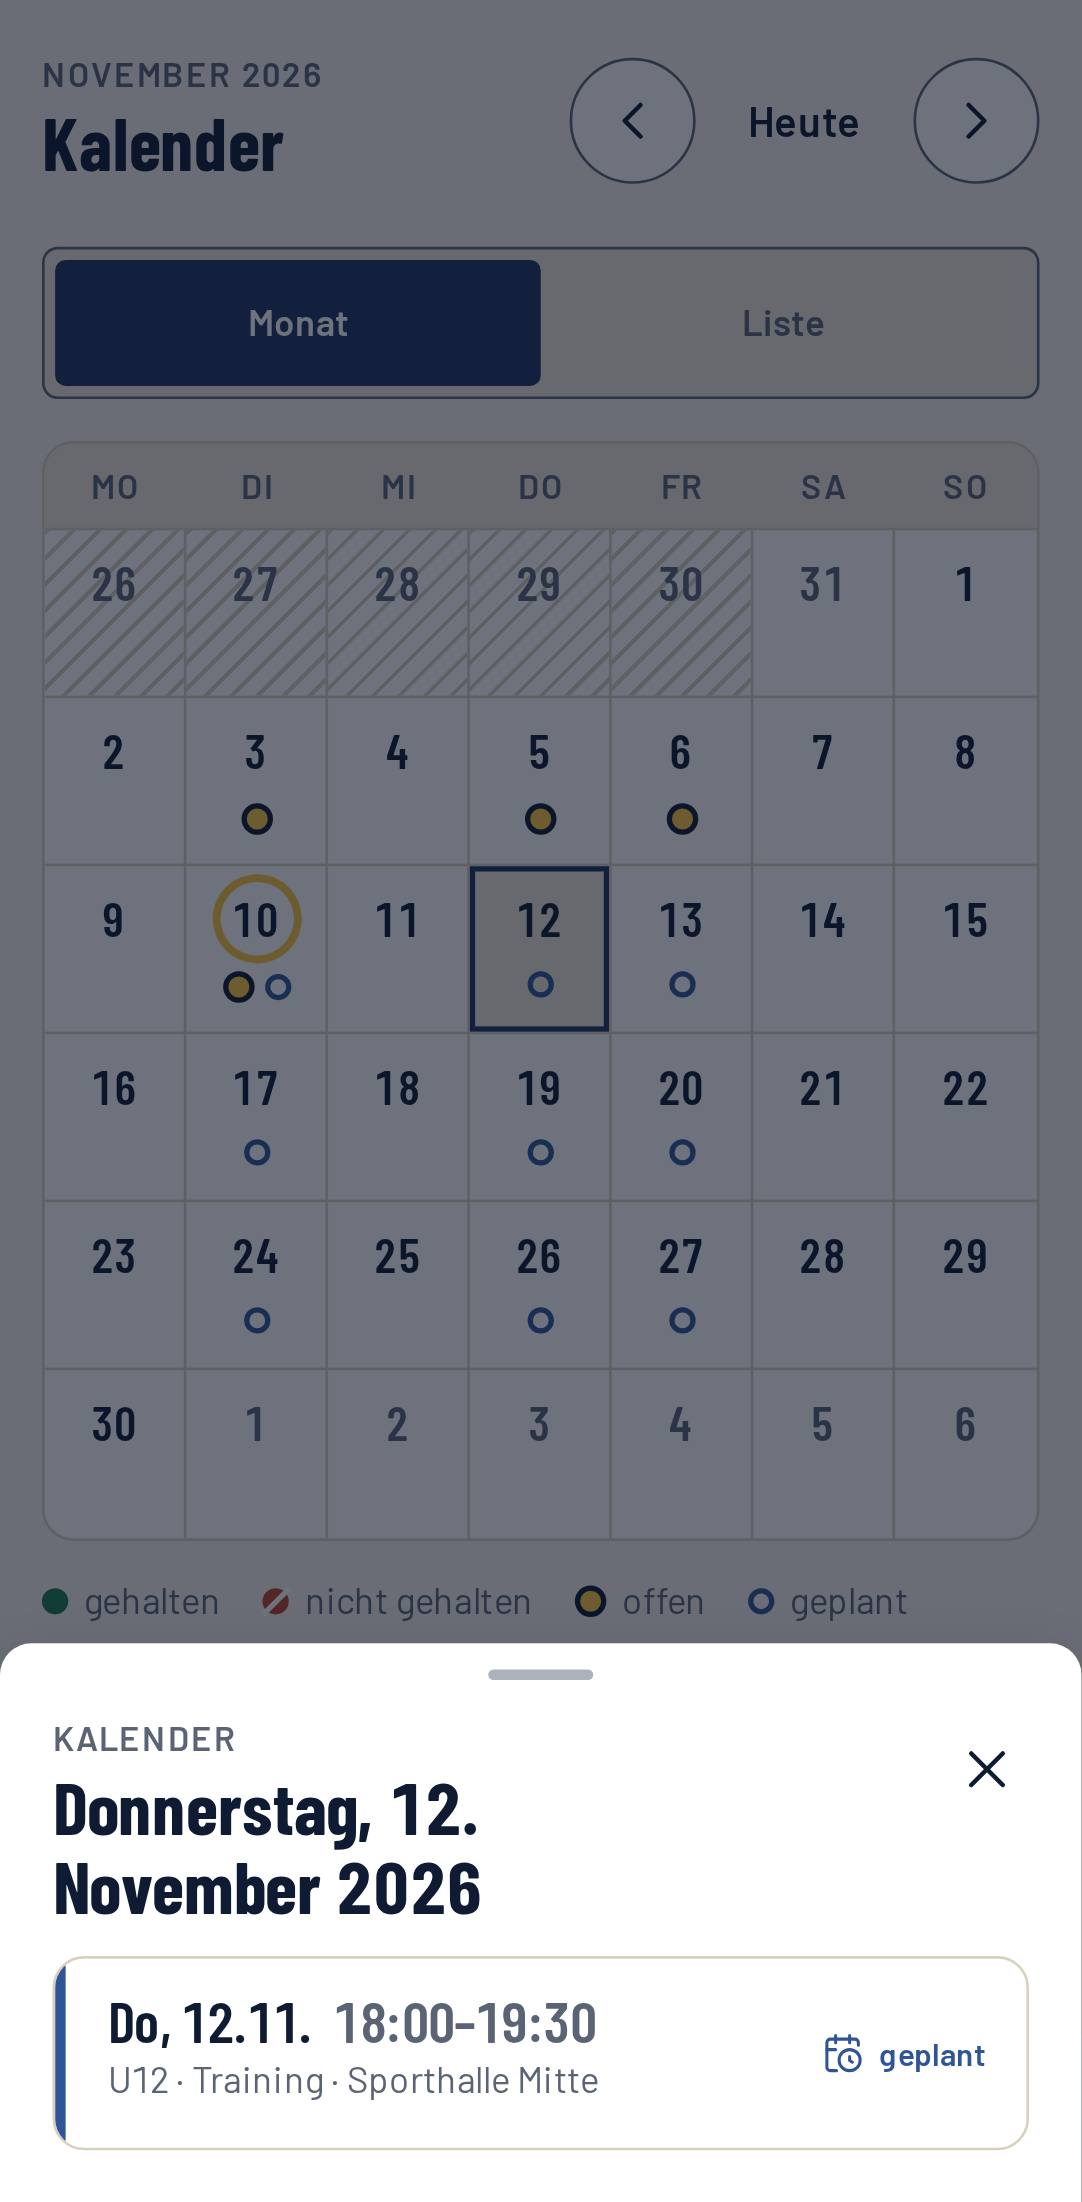 NOVEMBER 2026
Kalender
Heute
Monat Liste
MO DI MI DO FR SA SO
26 27 28 29 30 31 1
2 3 4 5 6 7 8
9 10 11 12 13 14 15
16 17 18 19 20 21 22
23 24 25 26 27 28 29
30 1 2 3 4 5 6
gehalten nicht gehalten offen geplant
KALENDER
Donnerstag, 12.
November 2026
Do, 12.11. 18:00–19:30
geplant
U12 · Training · Sporthalle Mitte